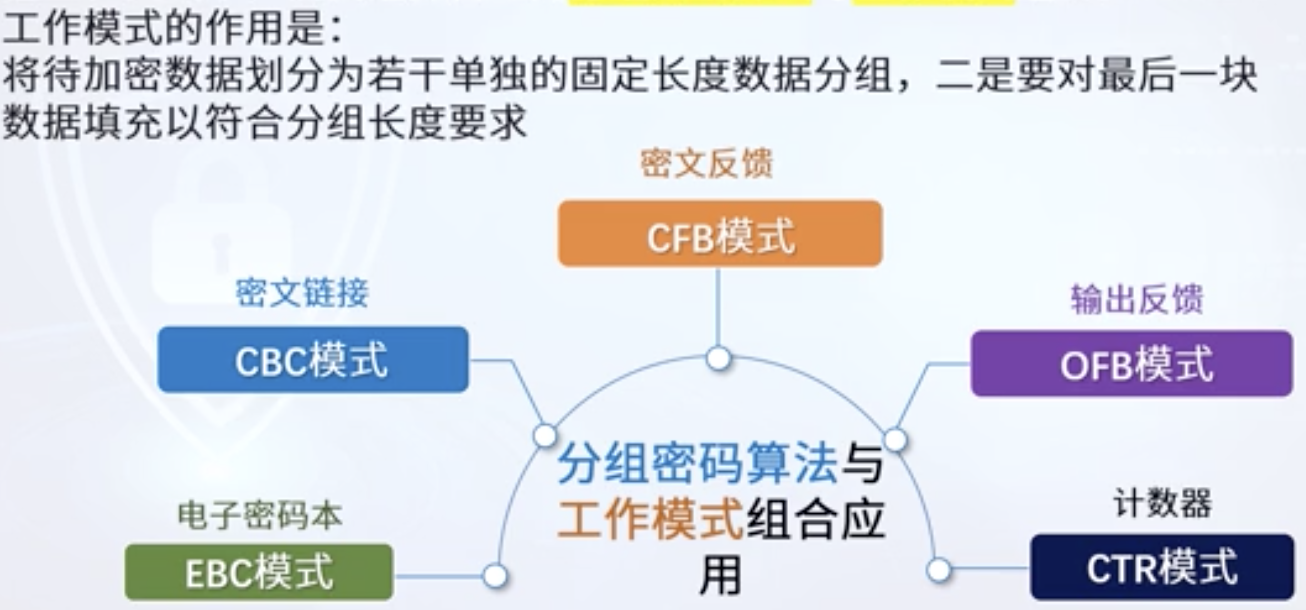 工作模式的作用是：
将待加密数据划分为若干单独的固定长度数据分组，二是要对最后一块
数据填充以符合分组长度要求
密文反馈
CFB模式
密文链接
CBC模式
输出反馈
OFB模式
分组密码算法与
工作模式组合应
用
电子密码本
EBC模式
计数器
CTR模式